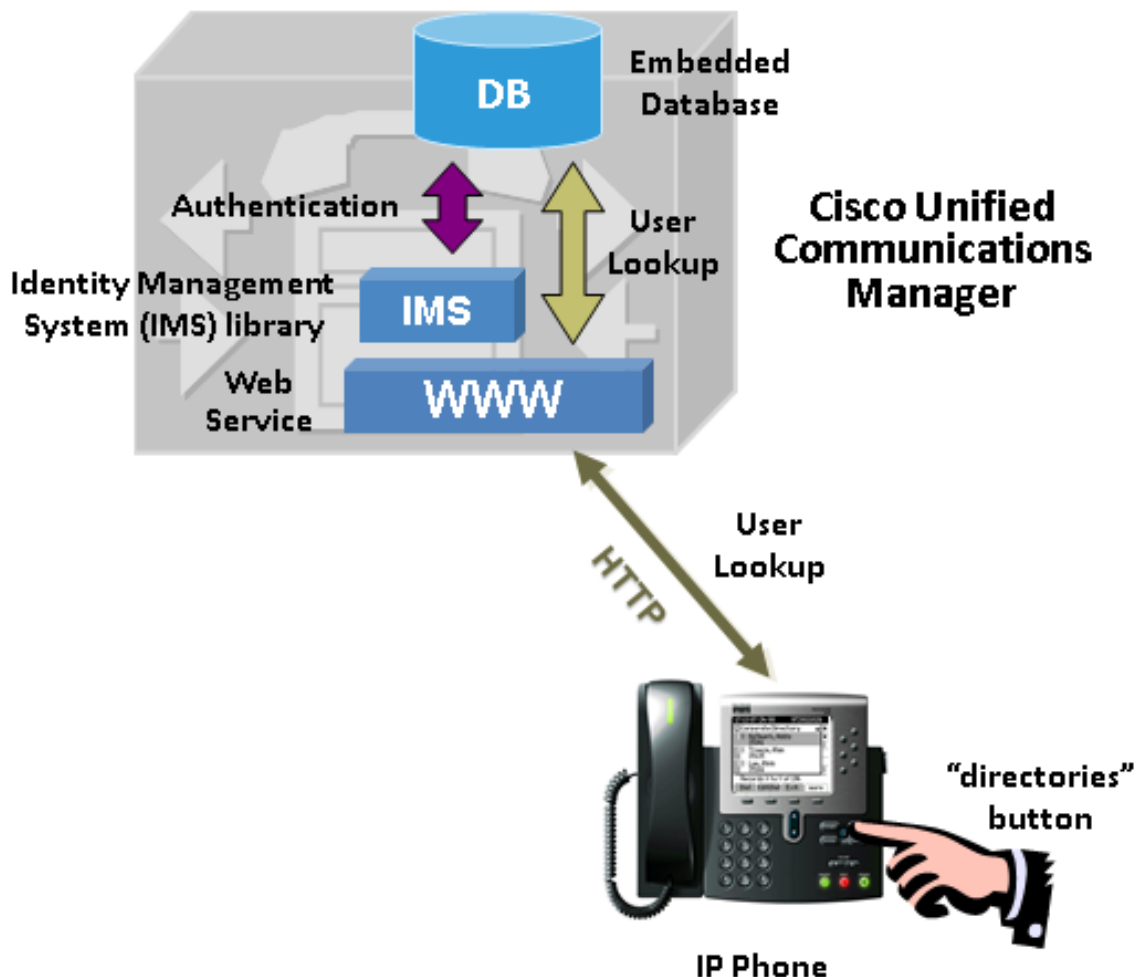 DB
Embedded
Database
Authentication
User
Lookup
Cisco Unified
Communications
Manager
Identity Management
System (IMS) library
IMS
Web
Service
WWW
User
Lookup
HTTP
"directories"
button
IP Phone